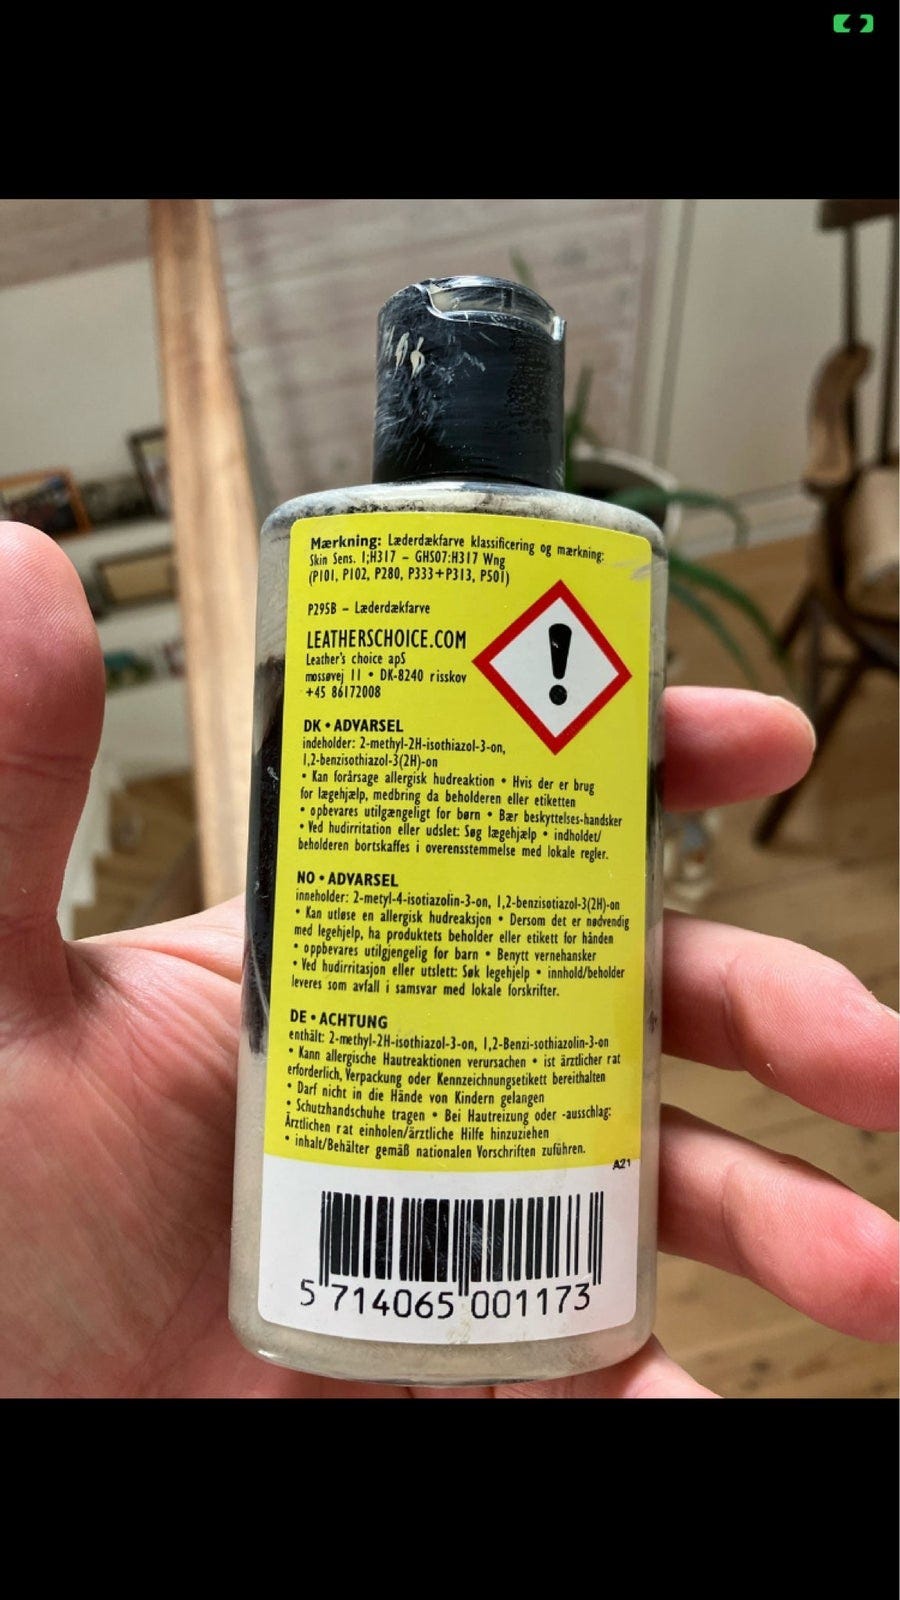 Mærkning: Læderdækfarve klassificering og mærkning:
Skin Sens. 1;H317 – GHS07:H317 Wng
(P101, P102, P280, P333+P313, P501)
P295B – Læderdækfarve
LEATHERSCHOICE.COM
Leather's choice apS
mossøvej 11 • DK-8240 risskov
+45 86172008
DK • ADVARSEL
indeholder: 2-methyl-2H-isothiazol-3-on,
1,2-benzisothiazol-3(2H)-on
• Kan forårsage allergisk hudreaktion • Hvis der er brug
for lægehjælp, medbring da beholderen eller etiketten
• opbevares utilgængeligt for børn • Bær beskyttelses-handsker
• Ved hudirritation eller udslet: Søg lægehjælp • indholdet/
beholderen bortskaffes i overensstemmelse med lokale regler.
NO • ADVARSEL
inneholder: 2-metyl-4-isotiazolin-3-on, 1,2-benzisotiazol-3(2H)-on
• Kan utløse en allergisk hudreaksjon • Dersom det er nødvendig
med legehjelp, ha produktets beholder eller etikett for hånden
• oppbevares utilgjengelig for barn • Benytt vernehansker
• Ved hudirritasjon eller utslett: Søk legehjelp • innhold/beholder
leveres som avfall i samsvar med lokale forskrifter.
DE • ACHTUNG
enthält: 2-methyl-2H-isothiazol-3-on, 1,2-Benzi-sothiazolin-3-on
• Kann allergische Hautreaktionen verursachen • ist ärztlicher rat
erforderlich, Verpackung oder Kennzeichnungsetikett bereithalten
• Darf nicht in die Hände von Kindern gelangen
• Schutzhandschuhe tragen • Bei Hautreizung oder -ausschlag:
Ärztlichen rat einholen/ärztliche Hilfe hinzuziehen
• inhalt/Behälter gemäß nationalen Vorschriften zuführen.
A21
5 714065 001173